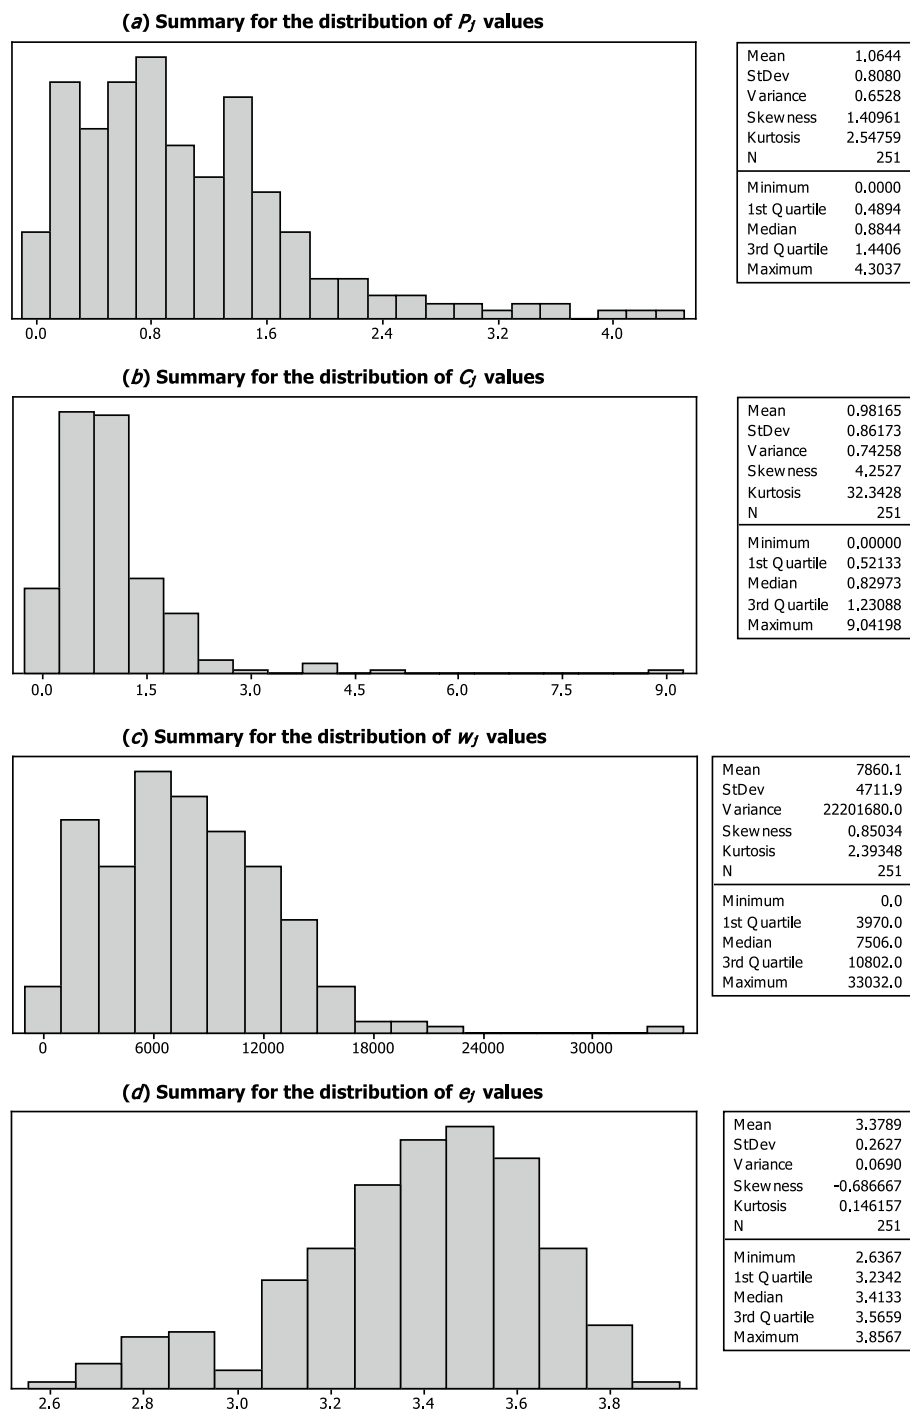 (a) Summary for the distribution of Pj values
Mean 1.0644
StDev 0.8080
Variance 0.6528
Skewness 1.40961
Kurtosis 2.54759
N 251
Minimum 0.0000
1st Quartile 0.4894
Median 0.8844
3rd Quartile 1.4406
Maximum 4.3037
0.0 0.8 1.6 2.4 3.2 4.0
(b) Summary for the distribution of Cj values
Mean 0.98165
StDev 0.86173
Variance 0.74258
Skewness 4.2527
Kurtosis 32.3428
N 251
Minimum 0.00000
1st Quartile 0.52133
Median 0.82973
3rd Quartile 1.23088
Maximum 9.04198
0.0 1.5 3.0 4.5 6.0 7.5 9.0
(c) Summary for the distribution of wj values
Mean 7860.1
StDev 4711.9
Variance 22201680.0
Skewness 0.85034
Kurtosis 2.39348
N 251
Minimum 0.0
1st Quartile 3970.0
Median 7506.0
3rd Quartile 10802.0
Maximum 33032.0
0 6000 12000 18000 24000 30000
(d) Summary for the distribution of ej values
Mean 3.3789
StDev 0.2627
Variance 0.0690
Skewness -0.686667
Kurtosis 0.146157
N 251
Minimum 2.6367
1st Quartile 3.2342
Median 3.4133
3rd Quartile 3.5659
Maximum 3.8567
2.6 2.8 3.0 3.2 3.4 3.6 3.8